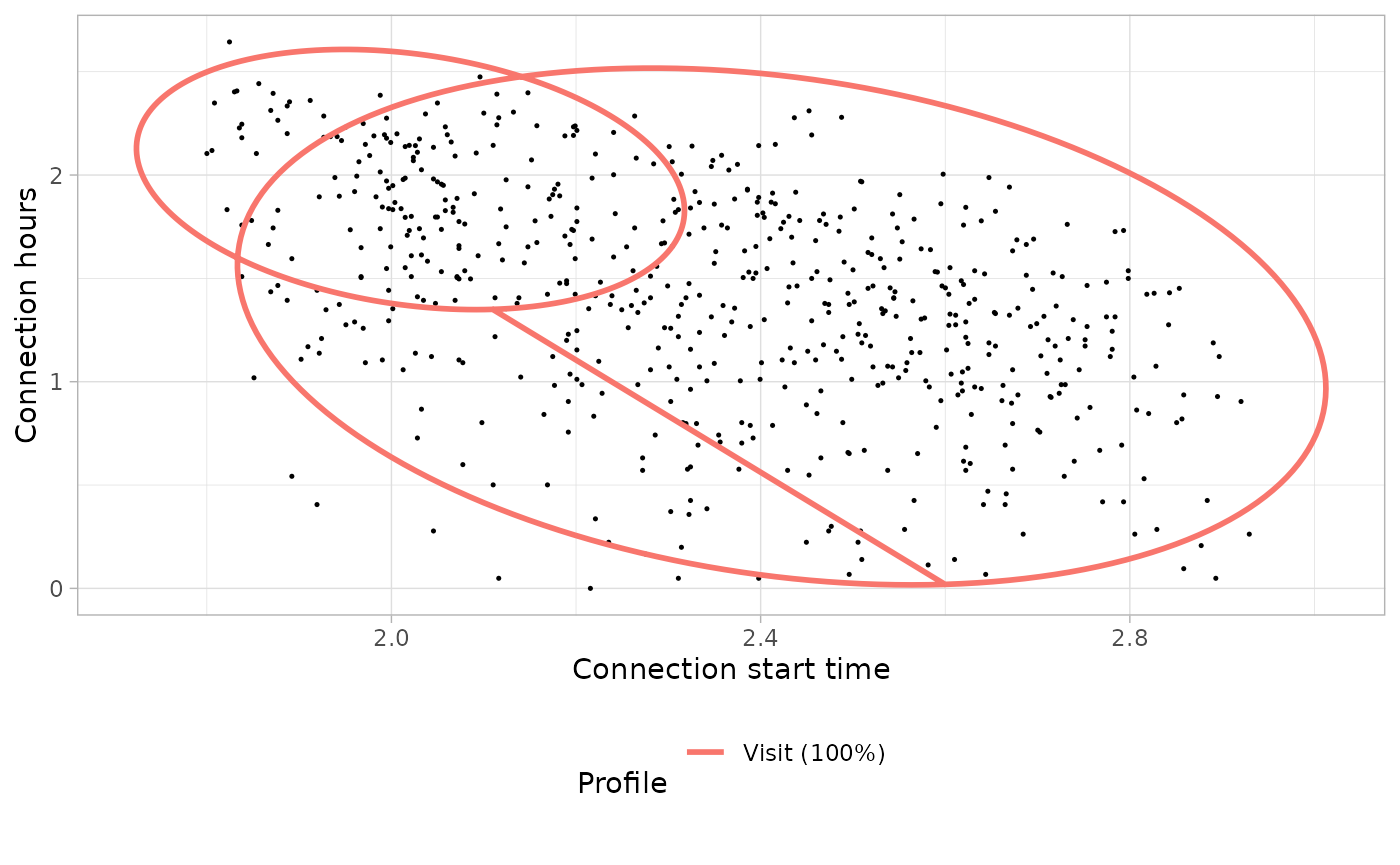 2
1
0
Connection hours
2.0 2.4 2.8
Connection start time
Visit (100%)
Profile